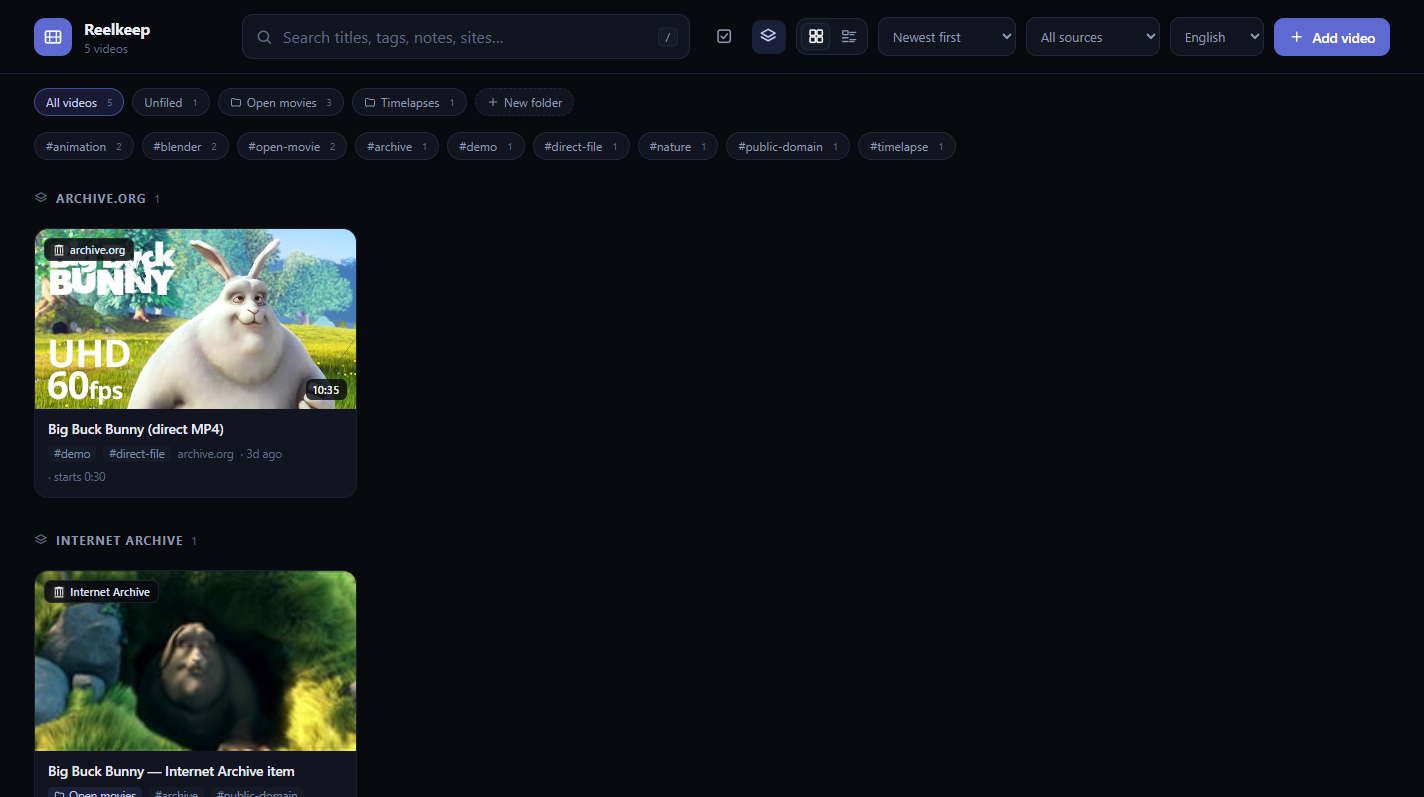 Reelkeep
5 videos
Search titles, tags, notes, sites...
/
Newest first
All sources
English
+ Add video
All videos 5
Unfiled 1
Open movies 3
Timelapses 1
+ New folder
#animation 2
#blender 2
#open-movie 2
#archive 1
#demo 1
#direct-file 1
#nature 1
#public-domain 1
#timelapse 1
ARCHIVE.ORG 1
archive.org
Big Buck
BUNNY
UHD
60fps
10:35
Big Buck Bunny (direct MP4)
#demo #direct-file archive.org · 3d ago
· starts 0:30
INTERNET ARCHIVE 1
Internet Archive
Big Buck Bunny — Internet Archive item
Open movies #archive #public-domain